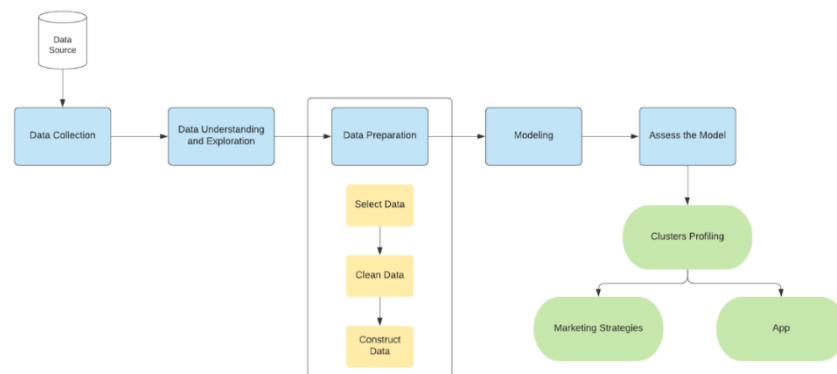 Data
Source
Data Collection
Data Understanding
and Exploration
Data Preparation
Modeling
Assess the Model
Select Data
Clean Data
Construct
Data
Clusters Profiling
Marketing Strategies
App